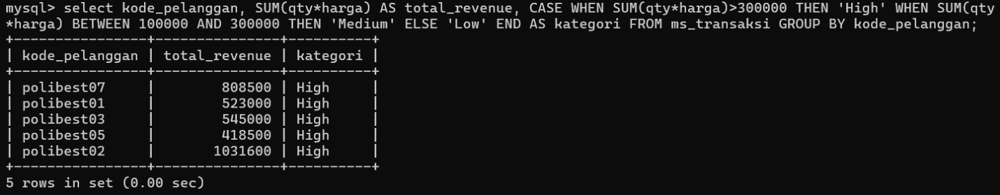 mysql> select kode_pelanggan, SUM(qty*harga) AS total_revenue, CASE WHEN SUM(qty*harga)>300000 THEN 'High' WHEN SUM(qty
*harga) BETWEEN 100000 AND 300000 THEN 'Medium' ELSE 'Low' END AS kategori FROM ms_transaksi GROUP BY kode_pelanggan;
+----------------+---------------+----------+
| kode_pelanggan | total_revenue | kategori |
+----------------+---------------+----------+
| polibest07     |        808500 | High     |
| polibest01     |        523000 | High     |
| polibest03     |        545000 | High     |
| polibest05     |        418500 | High     |
| polibest02     |       1031600 | High     |
+----------------+---------------+----------+
5 rows in set (0.00 sec)